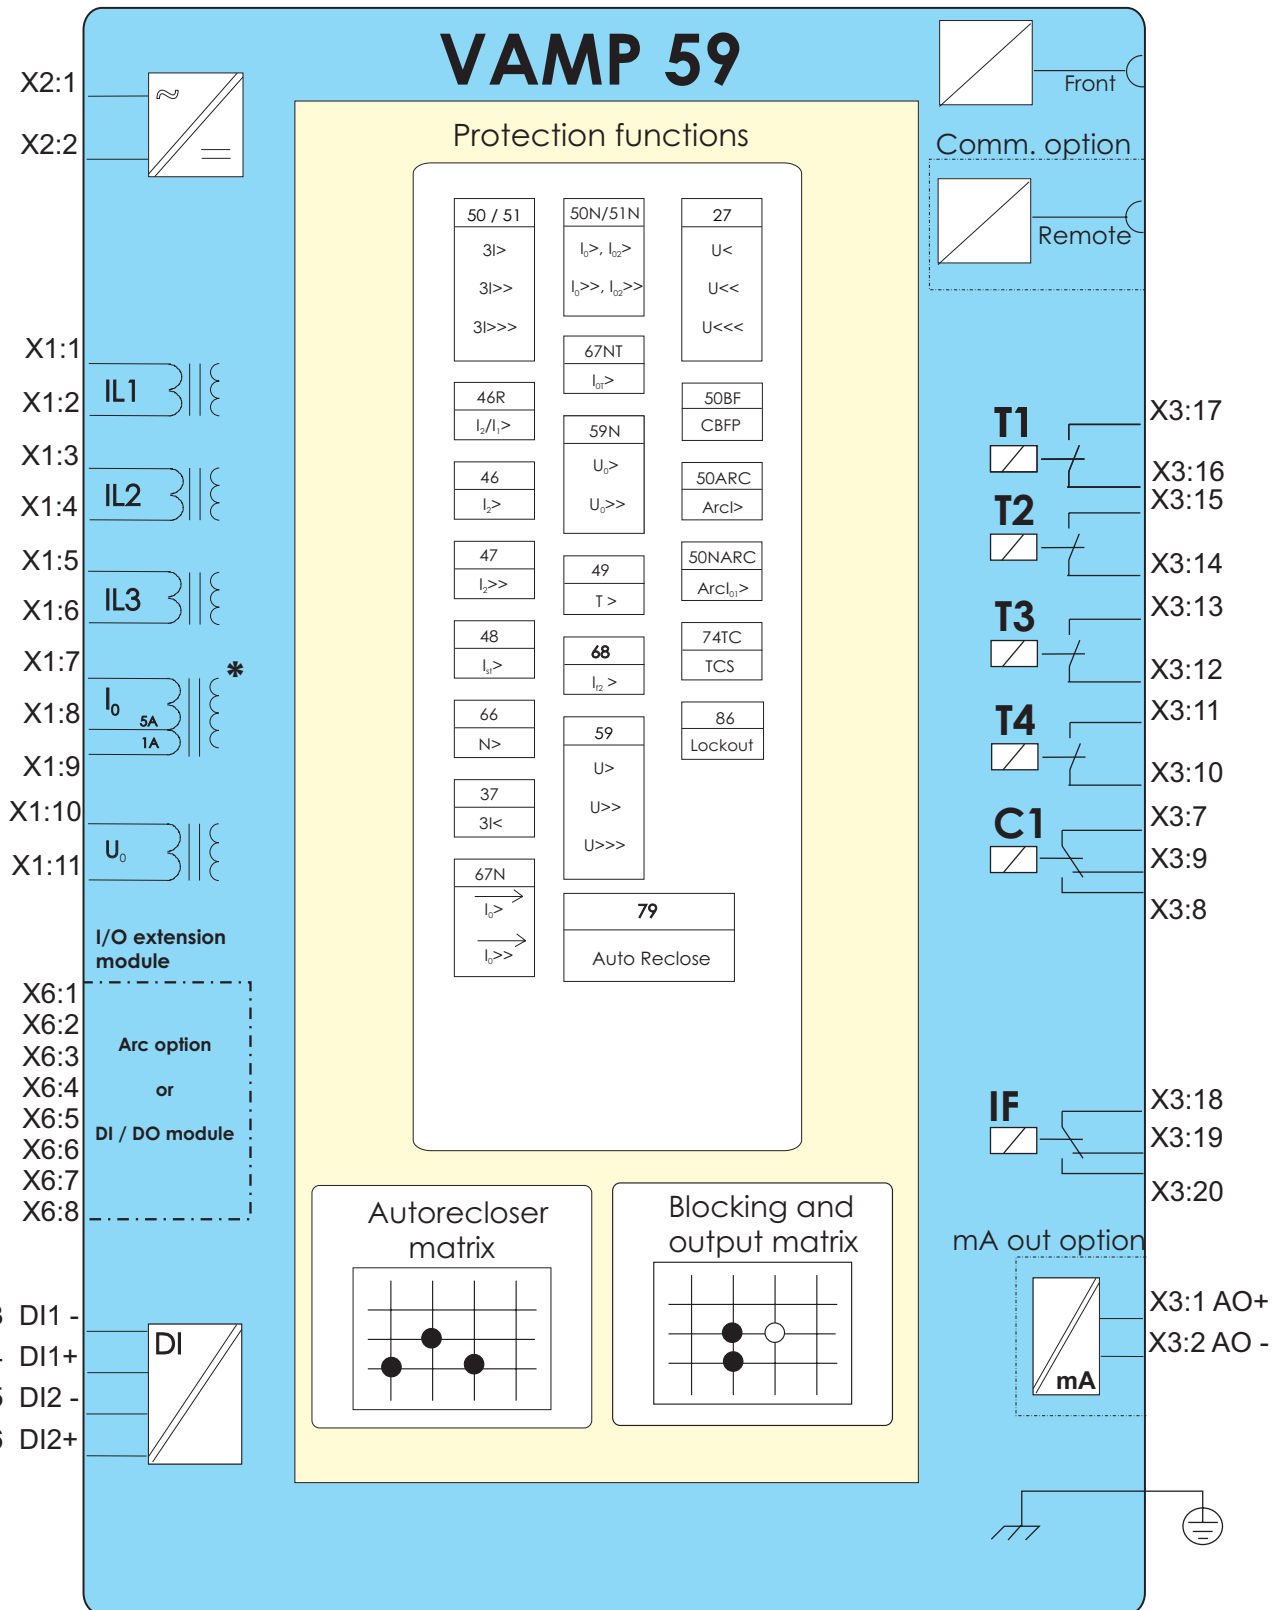 VAMP 59
X2:1
X2:2
~
Front
Comm. option
Remote
Protection functions
50 / 51
3I>
3I>>
3I>>>
46R
I2/I1>
46
I2>
47
I2>>
48
Ist>
66
N>
37
3I<
67N
I0>
I0>>
50N/51N
I0>, I02>
I0>>, I02>>
67NT
I0T>
59N
U0>
U0>>
49
T >
68
If2 >
59
U>
U>>
U>>>
79
Auto Reclose
27
U<
U<<
U<<<
50BF
CBFP
50ARC
ArcI>
50NARC
ArcI01>
74TC
TCS
86
Lockout
X1:1
IL1
X1:2
X1:3
IL2
X1:4
X1:5
IL3
X1:6
X1:7
*
I0
X1:8
5A
1A
X1:9
X1:10
U0
X1:11
I/O extension
module
X6:1
X6:2
X6:3
X6:4
X6:5
X6:6
X6:7
X6:8
Arc option
or
DI / DO module
DI1 -
DI1+
5 DI2 -
DI2+
DI
T1
X3:17
X3:16
T2
X3:15
X3:14
T3
X3:13
X3:12
T4
X3:11
X3:10
C1
X3:7
X3:9
X3:8
IF
X3:18
X3:19
X3:20
mA out option
X3:1 AO+
X3:2 AO -
mA
Autorecloser
matrix
Blocking and
output matrix